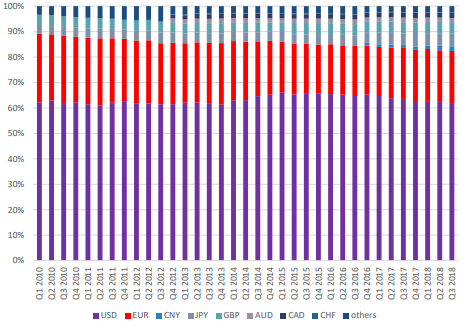 100%
90%
80%
70%
60%
50%
40%
30%
20%
10%
0%
Q1 2010
Q2 2010
Q3 2010
Q4 2010
Q1 2011
Q2 2011
Q3 2011
Q4 2011
Q1 2012
Q2 2012
Q3 2012
Q4 2012
Q1 2013
Q2 2013
Q3 2013
Q4 2013
Q1 2014
Q2 2014
Q3 2014
Q4 2014
Q1 2015
Q2 2015
Q3 2015
Q4 2015
Q1 2016
Q2 2016
Q3 2016
Q4 2016
Q1 2017
Q2 2017
Q3 2017
Q4 2017
Q1 2018
Q2 2018
Q3 2018
USD EUR CNY JPY GBP AUD CAD CHF others